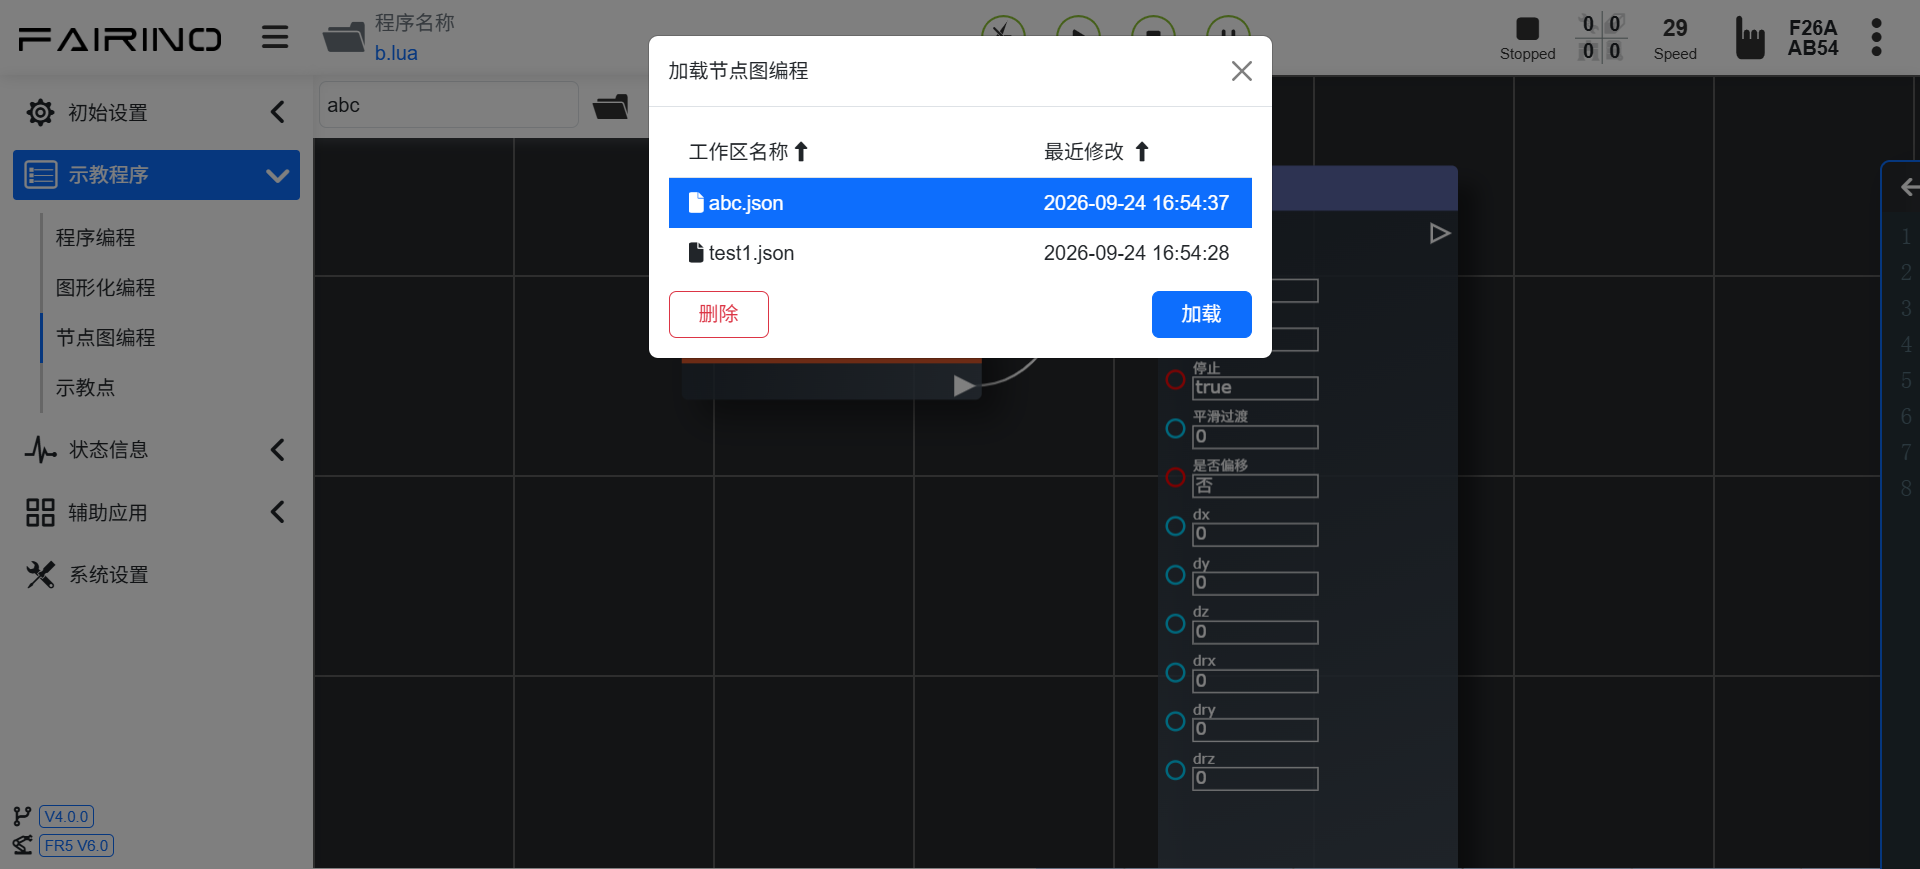 FAIRINO
程序名称
b.lua
Stopped
0 0
0 0
29
Speed
F26A
AB54
初始设置
示教程序
程序编程
图形化编程
节点图编程
示教点
状态信息
辅助应用
系统设置
V4.0.0
FR5 V6.0
abc
加载节点图编程
工作区名称
最近修改
abc.json
2026-09-24 16:54:37
test1.json
2026-09-24 16:54:28
删除
加载
停止
true
平滑过渡
0
是否偏移
否
dx
0
dy
0
dz
0
drx
0
dry
0
drz
0
1
2
3
4
5
6
7
8